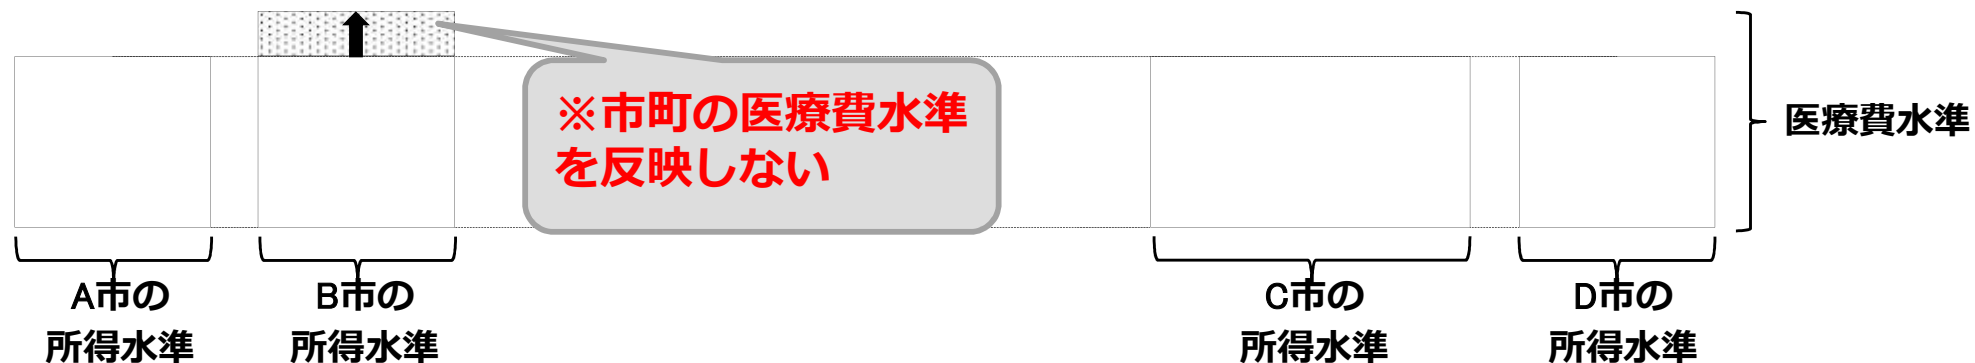 ※市町の医療費水準
を反映しない
医療費水準
A市の
所得水準
B市の
所得水準
C市の
所得水準
D市の
所得水準